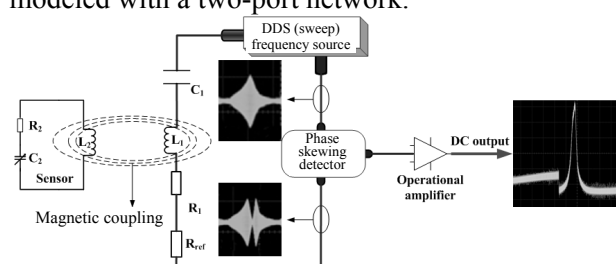 modeled with a two-port network.
DDS (sweep)
frequency source
C1
R2
L2
L1
C2
Sensor
Phase
skewing
detector
DC output
Operational
amplifier
R1
Magnetic coupling
Rref